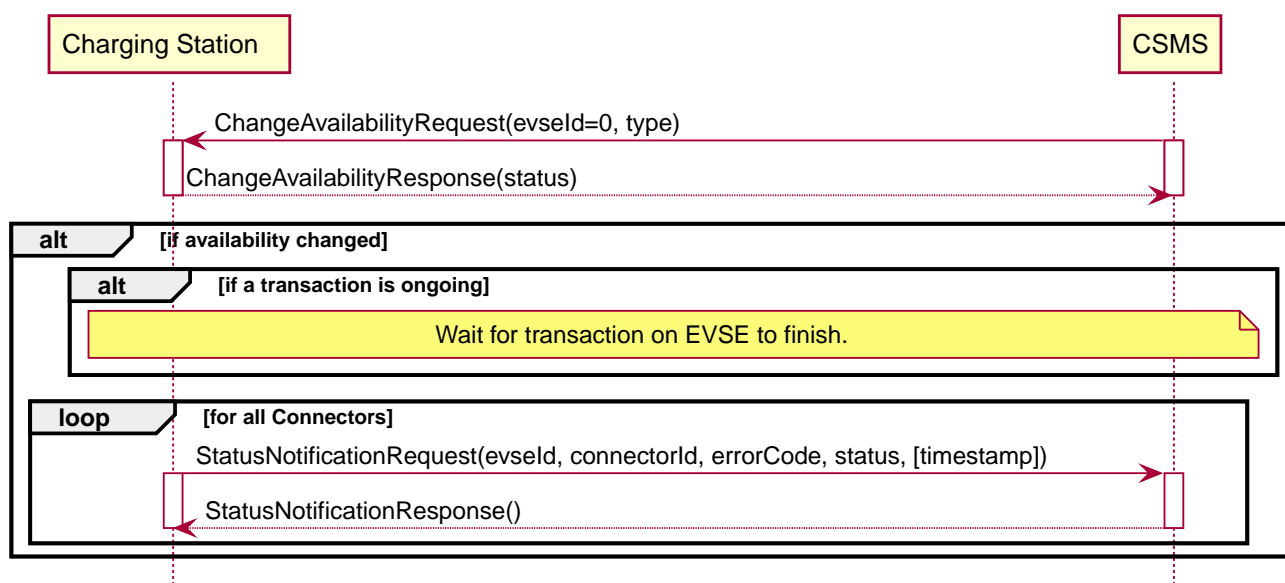 Charging Station
CSMS
ChangeAvailabilityRequest(evseId=0, type)
ChangeAvailabilityResponse(status)
alt [if availability changed]
alt [if a transaction is ongoing]
Wait for transaction on EVSE to finish.
loop [for all Connectors]
StatusNotificationRequest(evseId, connectorId, errorCode, status, [timestamp])
StatusNotificationResponse()